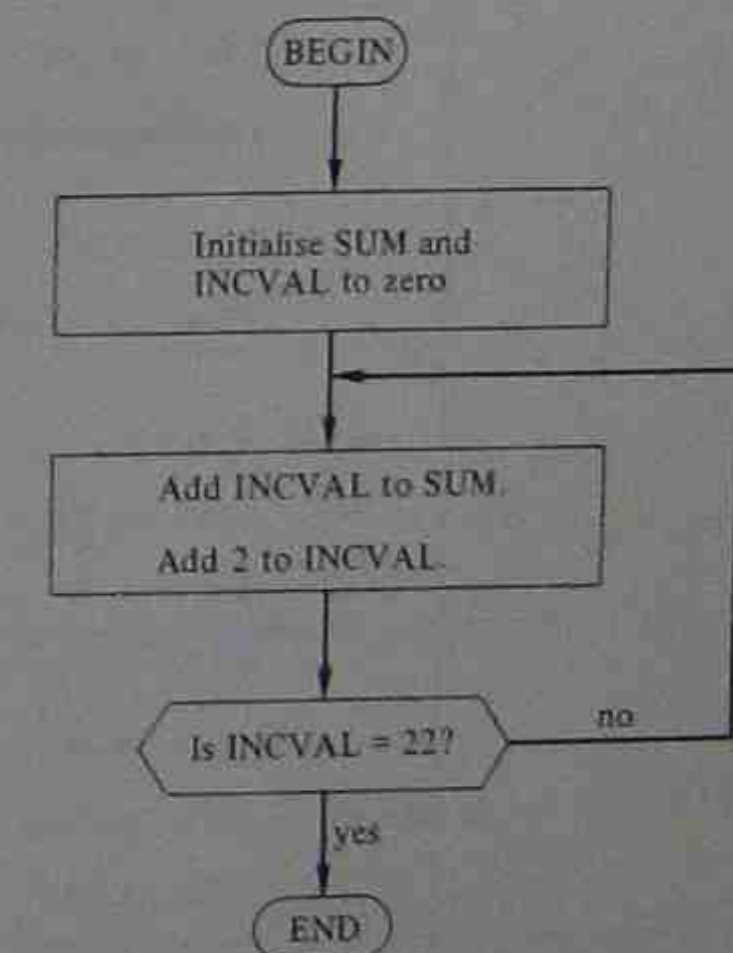 BEGIN
Initialise SUM and
INCVAL to zero
Add INCVAL to SUM.
Add 2 to INCVAL.
Is INCVAL = 22?
no
yes
END